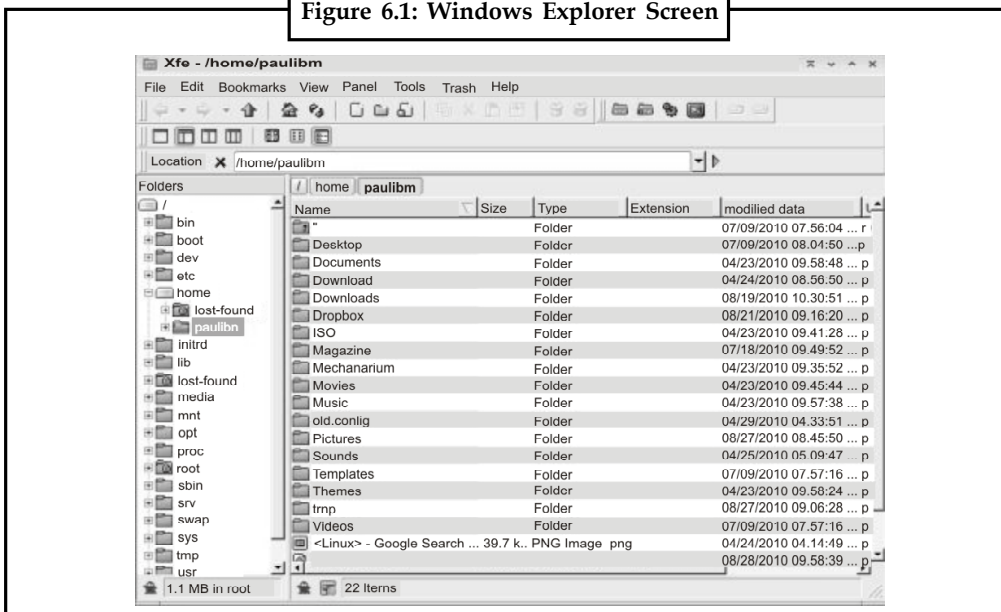 Figure 6.1: Windows Explorer Screen
Xfe - /home/paulibm
File Edit Bookmarks View Panel Tools Trash Help
Location /home/paulibm
Folders
/
bin
boot
dev
etc
home
lost-found
paulibn
initrd
lib
lost-found
media
mnt
opt
proc
root
sbin
srv
swap
sys
tmp
usr
1.1 MB in root
/ home paulibm
Name Size Type Extension modilied data
" Folder 07/09/2010 07.56:04 ... r
Desktop Folder 07/09/2010 08.04:50 ...p
Documents Folder 04/23/2010 09.58:48 ... p
Download Folder 04/24/2010 08.56.50 ... p
Downloads Folder 08/19/2010 10.30:51 ... p
Dropbox Folder 08/21/2010 09.16:20 ... p
ISO Folder 04/23/2010 09.41.28 ... p
Magazine Folder 07/18/2010 09.49:52 ... p
Mechanarium Folder 04/23/2010 09.35:52 ... p
Movies Folder 04/23/2010 09.45:44 ... p
Music Folder 04/23/2010 09.57:38 ... p
old.conlig Folder 04/29/2010 04.33:51 ... p
Pictures Folder 08/27/2010 08.45:50 ... p
Sounds Folder 04/25/2010 05.09:47 ... p
Templates Folder 07/09/2010 07.57:16 ... p
Themes Folder 04/23/2010 09.58:24 ... p
trnp Folder 08/27/2010 09.06:28 ... p
Videos Folder 07/09/2010 07.57:16 ... p
<Linux> - Google Search ... 39.7 k.. PNG Image png 04/24/2010 04.14:49 ... p
08/28/2010 09.58:39 ... p
22 Iterns